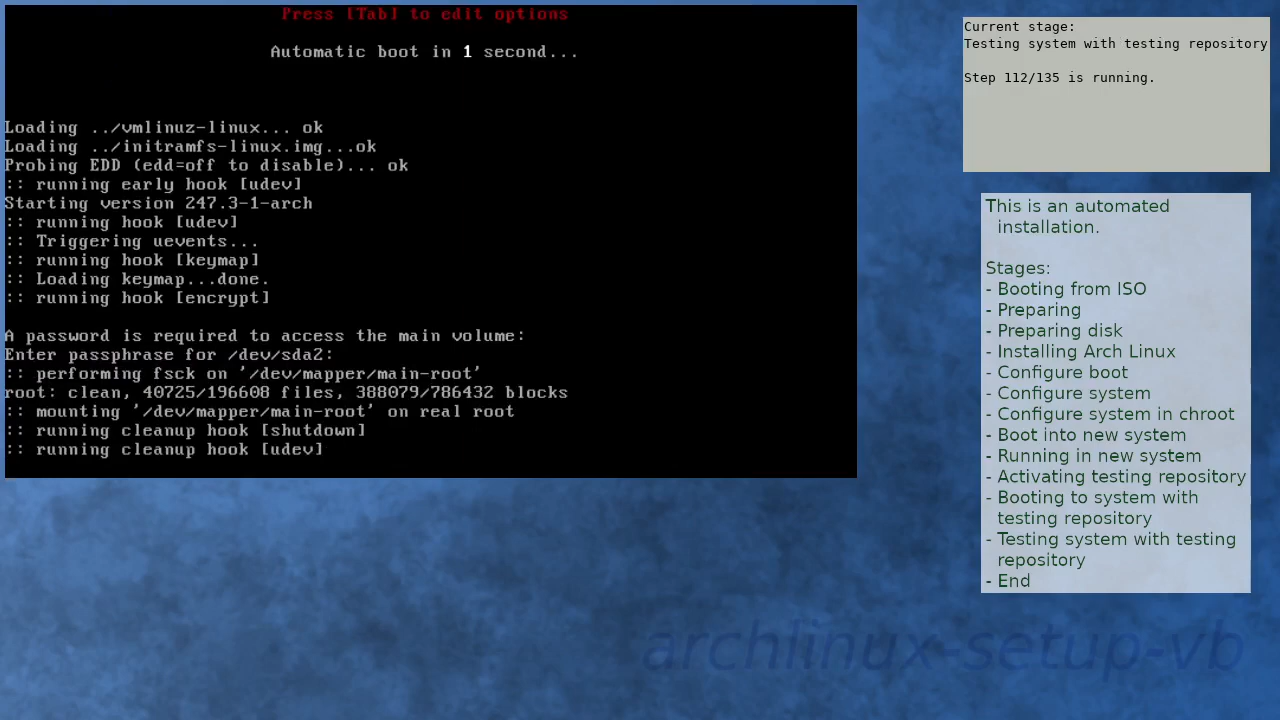 Press [Tab] to edit options
Automatic boot in 1 second...
Loading ../vmlinuz-linux... ok
Loading ../initramfs-linux.img...ok
Probing EDD (edd=off to disable)... ok
:: running early hook [udev]
Starting version 247.3-1-arch
:: running hook [udev]
:: Triggering uevents...
:: running hook [keymap]
:: Loading keymap...done.
:: running hook [encrypt]
A password is required to access the main volume:
Enter passphrase for /dev/sda2:
:: performing fsck on '/dev/mapper/main-root'
root: clean, 40725/196608 files, 388079/786432 blocks
:: mounting '/dev/mapper/main-root' on real root
:: running cleanup hook [shutdown]
:: running cleanup hook [udev]
Current stage:
Testing system with testing repository
Step 112/135 is running.
This is an automated
installation.
Stages:
- Booting from ISO
- Preparing
- Preparing disk
- Installing Arch Linux
- Configure boot
- Configure system
- Configure system in chroot
- Boot into new system
- Running in new system
- Activating testing repository
- Booting to system with
testing repository
- Testing system with testing
repository
- End
archlinux-setup-vb